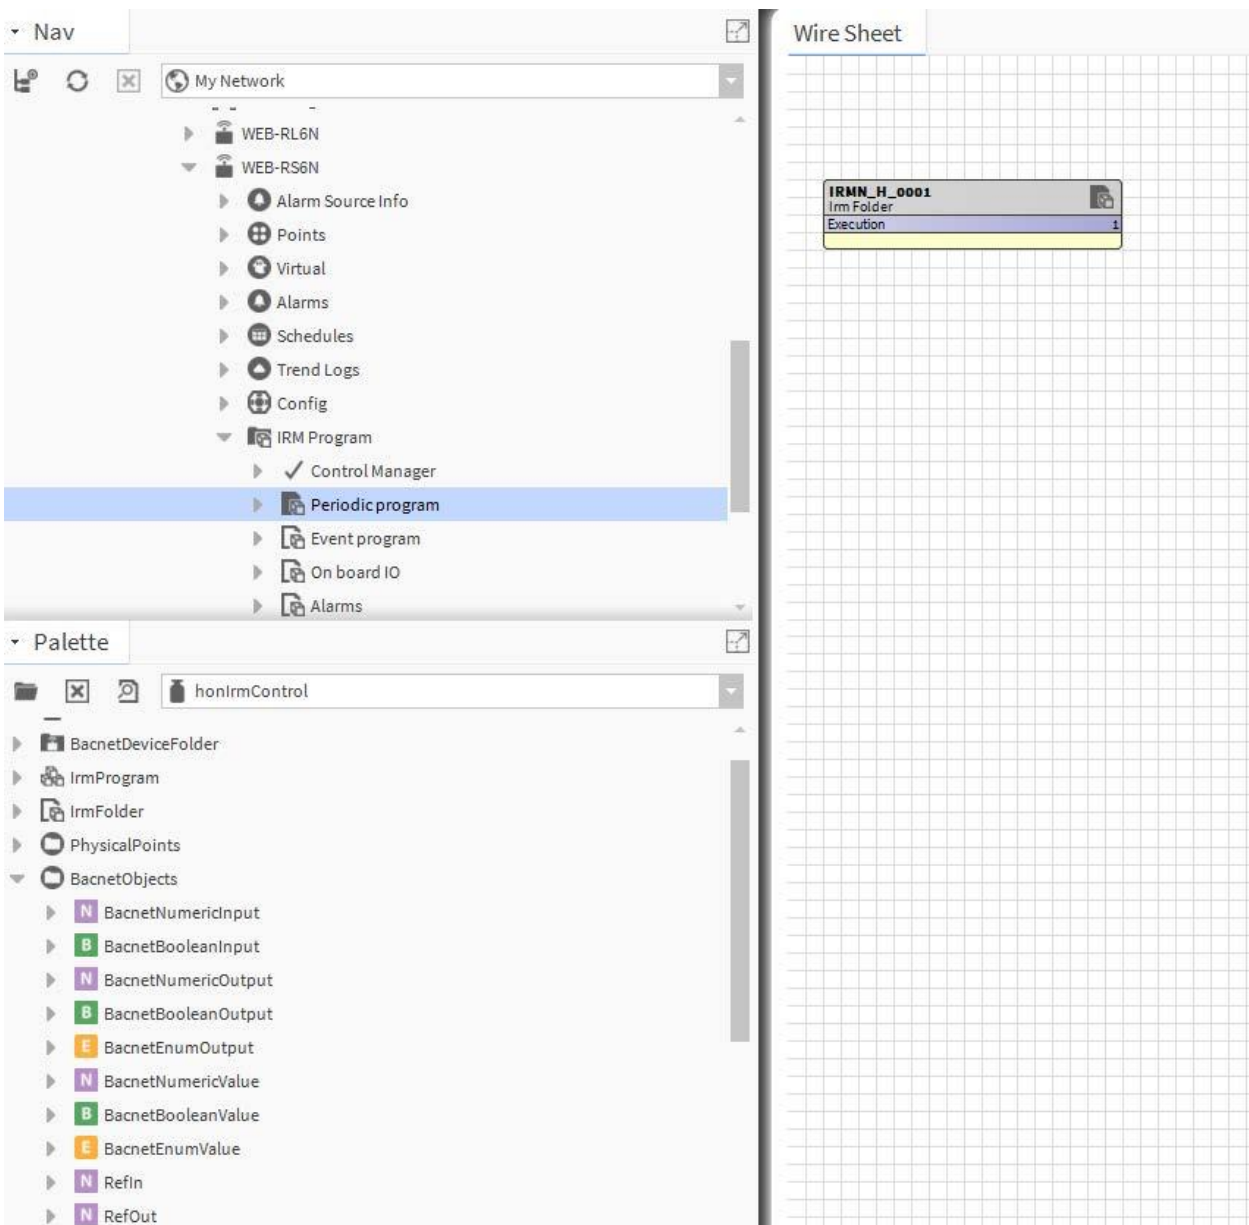 Nav
My Network
WEB-RL6N
WEB-RS6N
Alarm Source Info
Points
Virtual
Alarms
Schedules
Trend Logs
Config
IRM Program
Control Manager
Periodic program
Event program
On board IO
Alarms
Palette
honIrmControl
BacnetDeviceFolder
IrmProgram
IrmFolder
PhysicalPoints
BacnetObjects
N BacnetNumericInput
B BacnetBooleanInput
N BacnetNumericOutput
B BacnetBooleanOutput
E BacnetEnumOutput
N BacnetNumericValue
B BacnetBooleanValue
E BacnetEnumValue
N RefIn
N RefOut
Wire Sheet
IRMN_H_0001
Irm Folder
Execution 1